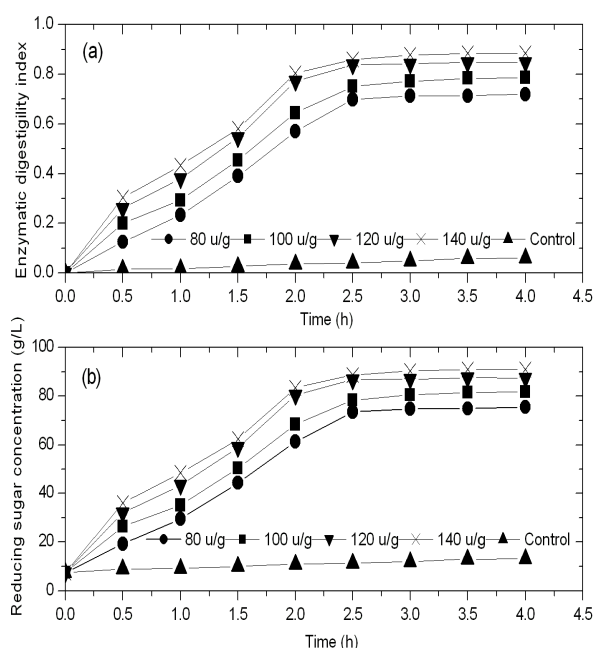 (a)
Enzymatic digestigility index
1.0
0.8
0.6
0.4
0.2
0.0
80 u/g 100 u/g 120 u/g 140 u/g Control
0.0 0.5 1.0 1.5 2.0 2.5 3.0 3.5 4.0 4.5
Time (h)
(b)
Reducing sugar concentration (g/L)
100
80
60
40
20
0
80 u/g 100 u/g 120 u/g 140 u/g Control
0.0 0.5 1.0 1.5 2.0 2.5 3.0 3.5 4.0 4.5
Time (h)